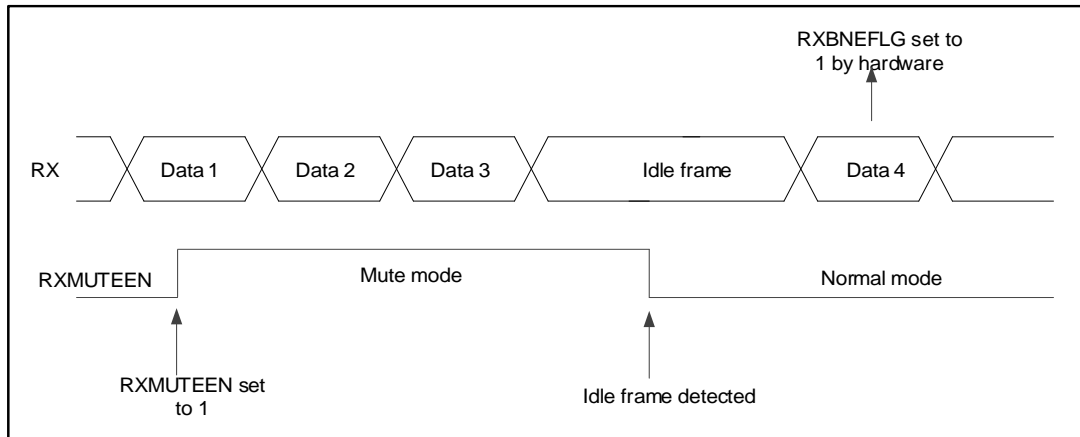 RXBNEFLG set to
1 by hardware
RX
Data 1
Data 2
Data 3
Idle frame
Data 4
RXMUTEEN
Mute mode
Normal mode
RXMUTEEN set
to 1
Idle frame detected